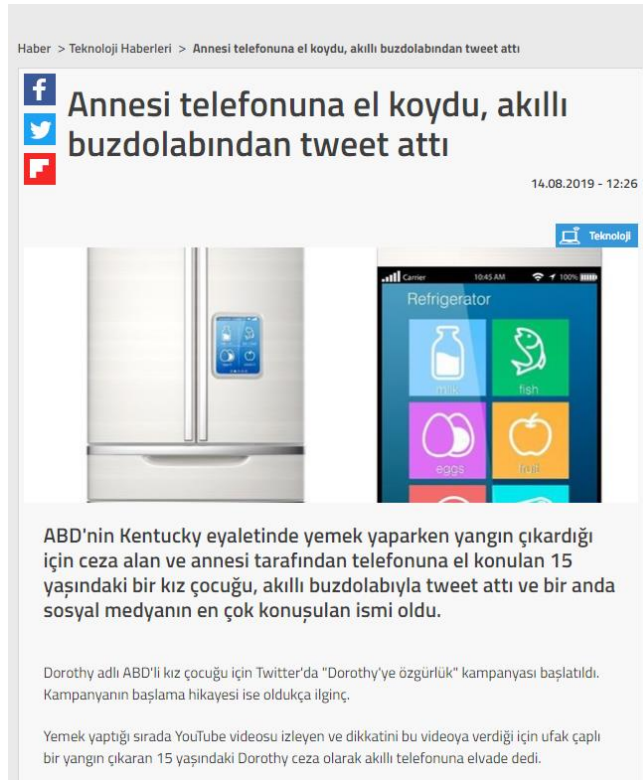 Haber > Teknoloji Haberleri > Annesi telefonuna el koydu, akıllı buzdolabından tweet attı
Annesi telefonuna el koydu, akıllı
buzdolabından tweet attı
14.08.2019 - 12:26
Teknoloji
Carrier 10:45 AM 100%
Refrigerator
milk fish
eggs fruit
ABD'nin Kentucky eyaletinde yemek yaparken yangın çıkardığı
için ceza alan ve annesi tarafından telefonuna el konulan 15
yaşındaki bir kız çocuğu, akıllı buzdolabıyla tweet attı ve bir anda
sosyal medyanın en çok konuşulan ismi oldu.
Dorothy adlı ABD'li kız çocuğu için Twitter'da "Dorothy'ye özgürlük" kampanyası başlatıldı.
Kampanyanın başlama hikayesi ise oldukça ilginç.
Yemek yaptığı sırada YouTube videosu izleyen ve dikkatini bu videoya verdiği için ufak çaplı
bir yangın çıkaran 15 yaşındaki Dorothy ceza olarak akıllı telefonuna elvade dedi.